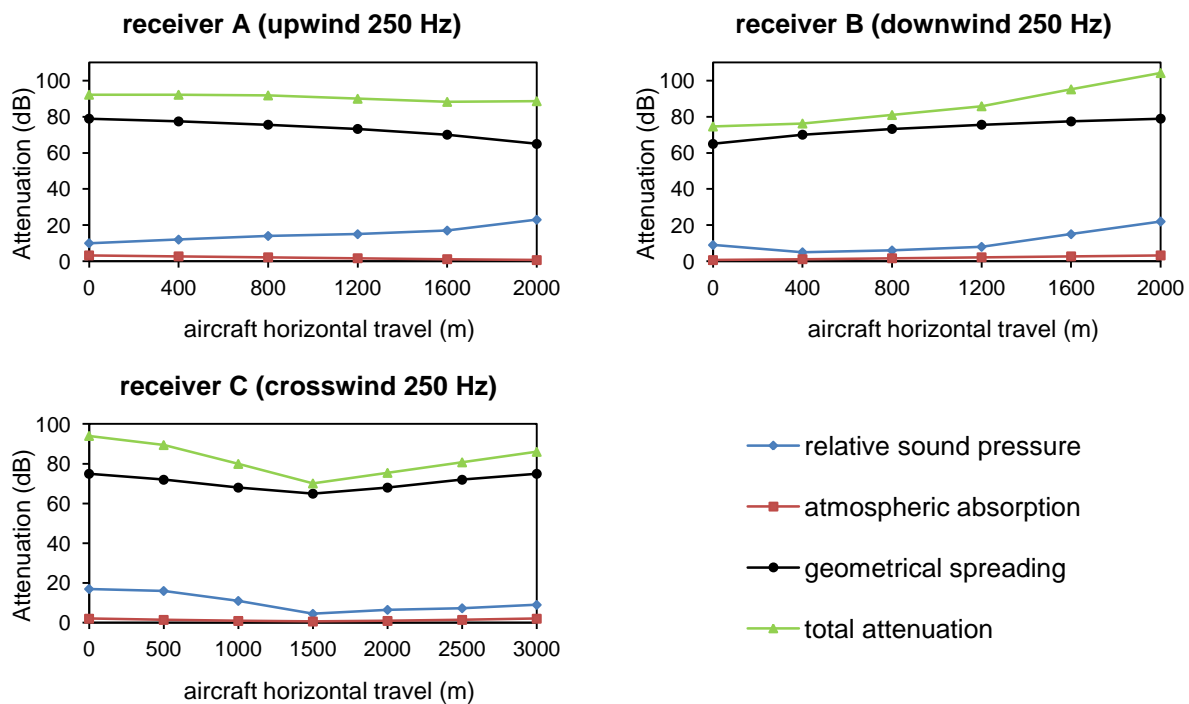 receiver A (upwind 250 Hz)
Attenuation (dB)
100
80
60
40
20
0
0 400 800 1200 1600 2000
aircraft horizontal travel (m)
receiver B (downwind 250 Hz)
Attenuation (dB)
100
80
60
40
20
0
0 400 800 1200 1600 2000
aircraft horizontal travel (m)
receiver C (crosswind 250 Hz)
Attenuation (dB)
100
80
60
40
20
0
0 500 1000 1500 2000 2500 3000
aircraft horizontal travel (m)
relative sound pressure
atmospheric absorption
geometrical spreading
total attenuation